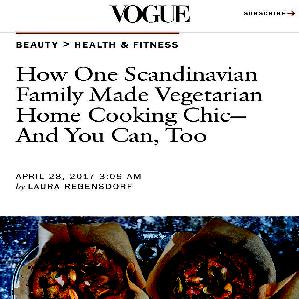 VOGUE
SUBSCRIBE
BEAUTY > HEALTH & FITNESS
How One Scandinavian
Family Made Vegetarian
Home Cooking Chic—
And You Can, Too
APRIL 28, 2017 3:09 AM
by LAURA REGENSDORF